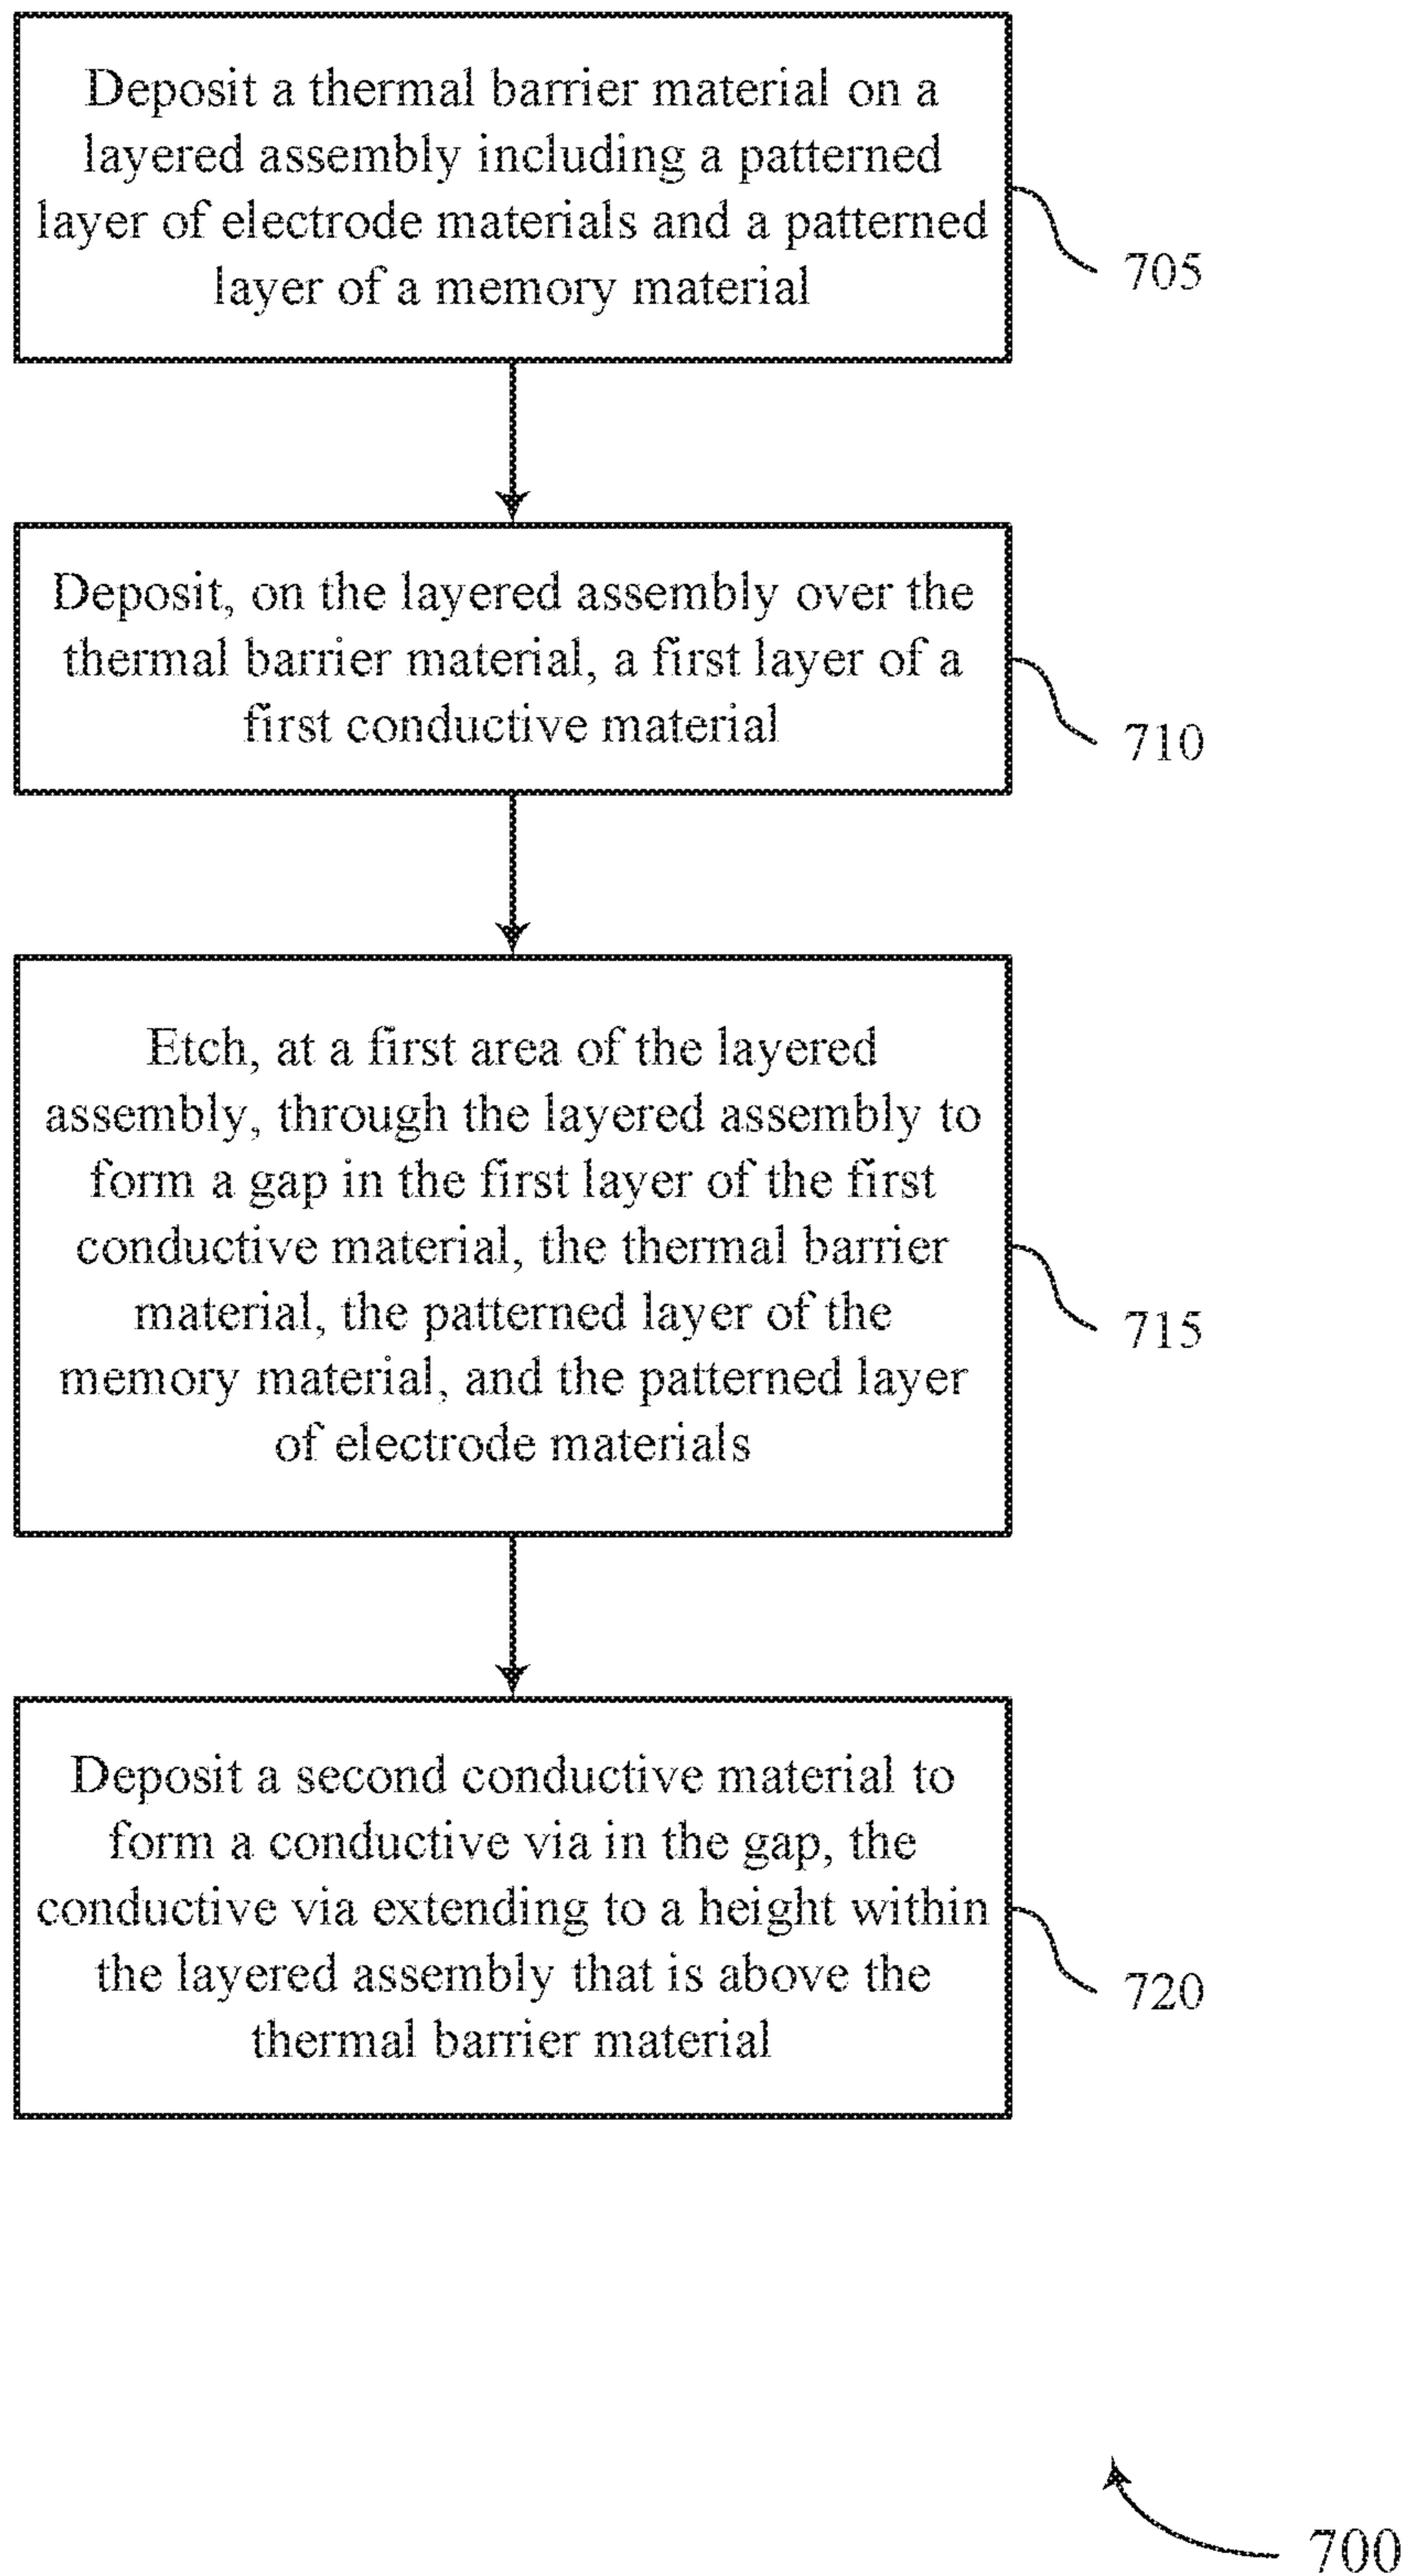 Deposit a thermal barrier material on a
layered assembly including a patterned
layer of electrode materials and a patterned
layer of a memory material
705
Deposit, on the layered assembly over the
thermal barrier material, a first layer of a
first conductive material
710
Etch, at a first area of the layered
assembly, through the layered assembly to
form a gap in the first layer of the first
conductive material, the thermal barrier
material, the patterned layer of the
memory material, and the patterned layer
of electrode materials
715
Deposit a second conductive material to
form a conductive via in the gap, the
conductive via extending to a height within
the layered assembly that is above the
thermal barrier material
720
700